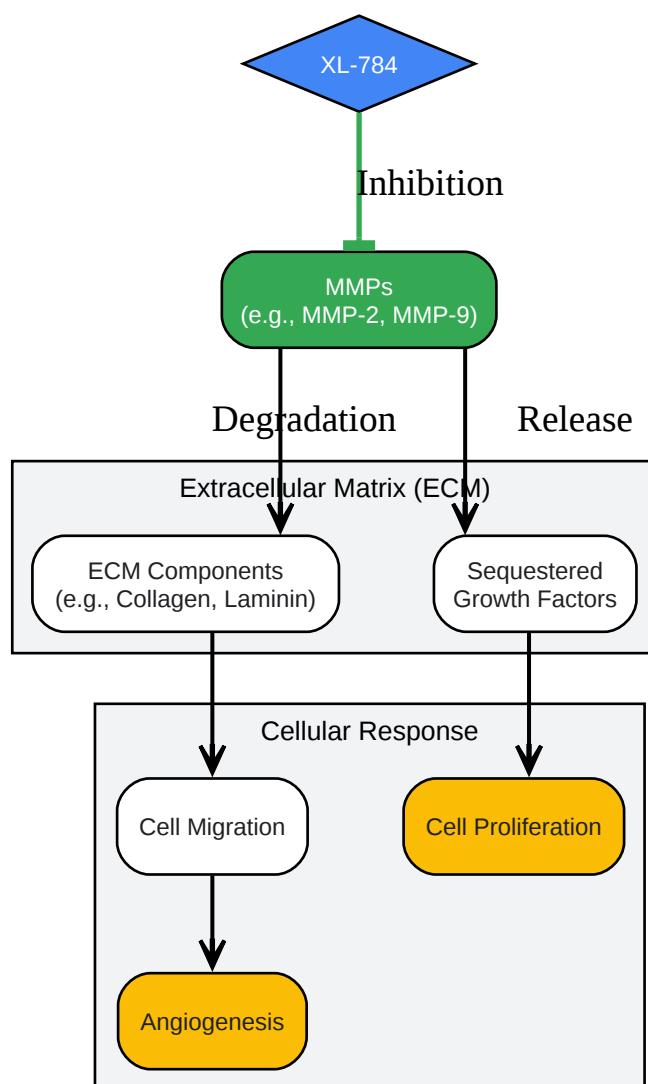 XL-784
Inhibition
MMPs
(e.g., MMP-2, MMP-9)
Degradation
Release
Extracellular Matrix (ECM)
ECM Components
(e.g., Collagen, Laminin)
Sequestered
Growth Factors
Cellular Response
Cell Migration
Cell Proliferation
Angiogenesis